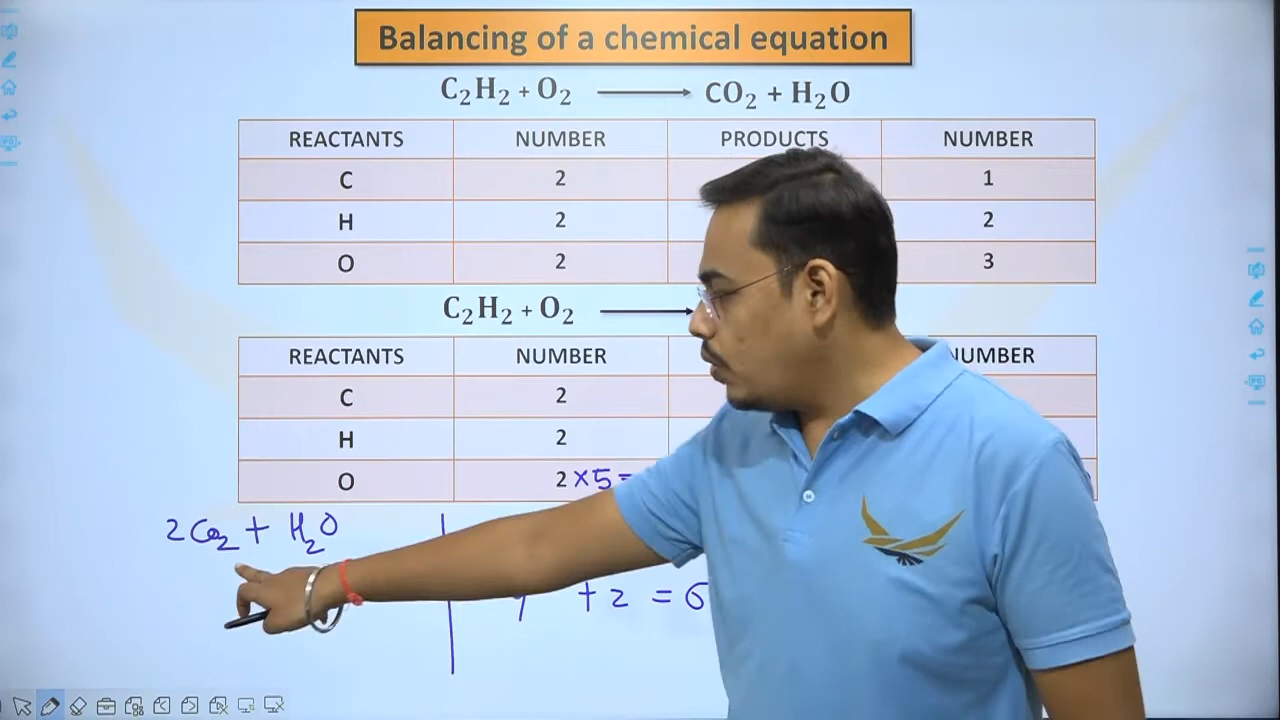 Balancing of a chemical equation
C₂H₂ + O₂ ⟶ CO₂ + H₂O
REACTANTS NUMBER PRODUCTS NUMBER
C 2 1
H 2 2
O 2 3
C₂H₂ + O₂ ⟶
REACTANTS NUMBER NUMBER
C 2
H 2
O 2 ×5 =
2CO₂ + H₂O
+ 2 = 6